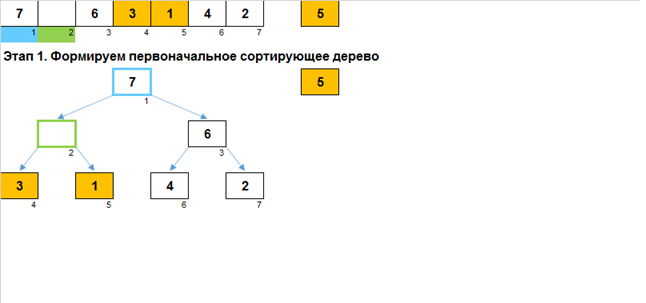 7 6 3 1 4 2 5
1 2 3 4 5 6 7
Этап 1. Формируем первоначальное сортирующее дерево
7 5
1
6
2 3
3 1 4 2
4 5 6 7